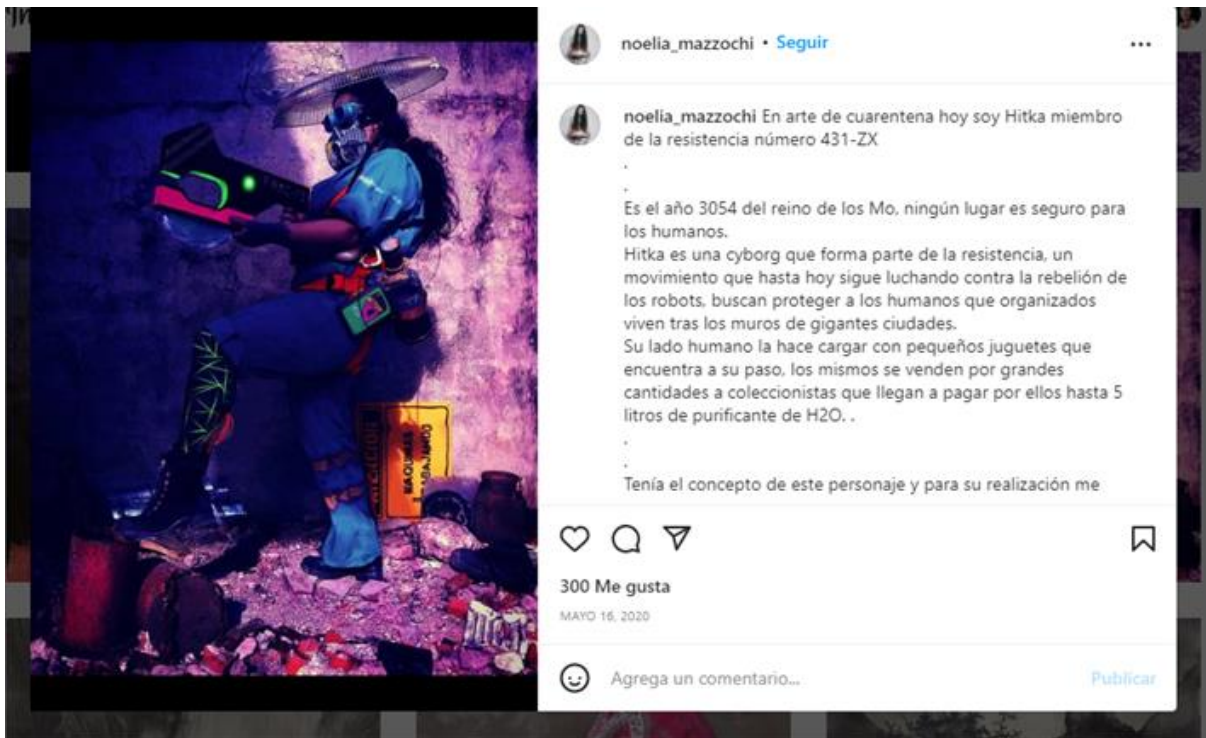 noelia_mazzochi • Seguir
noelia_mazzochi En arte de cuarentena hoy soy Hitka miembro
de la resistencia número 431-ZX
.
.
Es el año 3054 del reino de los Mo, ningún lugar es seguro para
los humanos.
Hitka es una cyborg que forma parte de la resistencia, un
movimiento que hasta hoy sigue luchando contra la rebelión de
los robots, buscan proteger a los humanos que organizados
viven tras los muros de gigantes ciudades.
Su lado humano la hace cargar con pequeños juguetes que
encuentra a su paso, los mismos se venden por grandes
cantidades a coleccionistas que llegan a pagar por ellos hasta 5
litros de purificante de H2O. .
.
.
Tenía el concepto de este personaje y para su realización me
300 Me gusta
MAYO 16, 2020
Agrega un comentario...
Publicar
ATENCION
MAQUINAS
TRABAJANDO